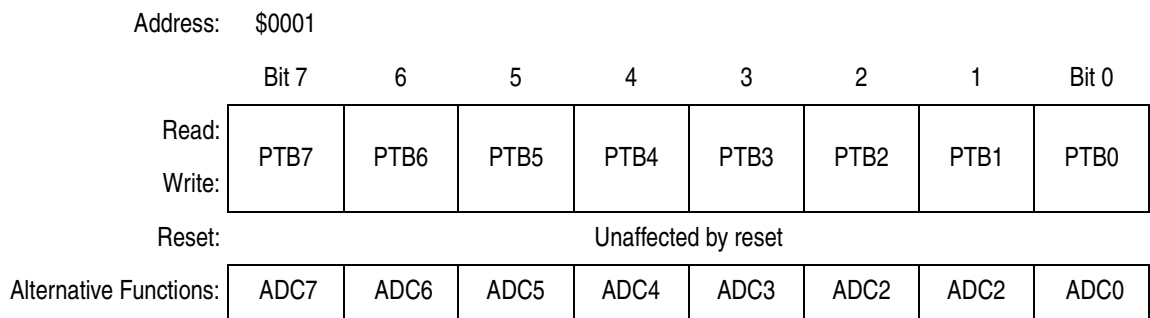 Address: $0001
Bit 7 6 5 4 3 2 1 Bit 0
Read:
PTB7 PTB6 PTB5 PTB4 PTB3 PTB2 PTB1 PTB0
Write:
Reset: Unaffected by reset
Alternative Functions: ADC7 ADC6 ADC5 ADC4 ADC3 ADC2 ADC2 ADC0